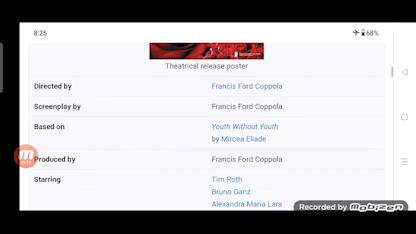 8:25
68%
Theatrical release poster
Directed by Francis Ford Coppola
Screenplay by Francis Ford Coppola
Based on Youth Without Youth
by Mircea Eliade
Produced by Francis Ford Coppola
Starring Tim Roth
Bruno Ganz
Alexandra Maria Lara
Recorded by Mobizen